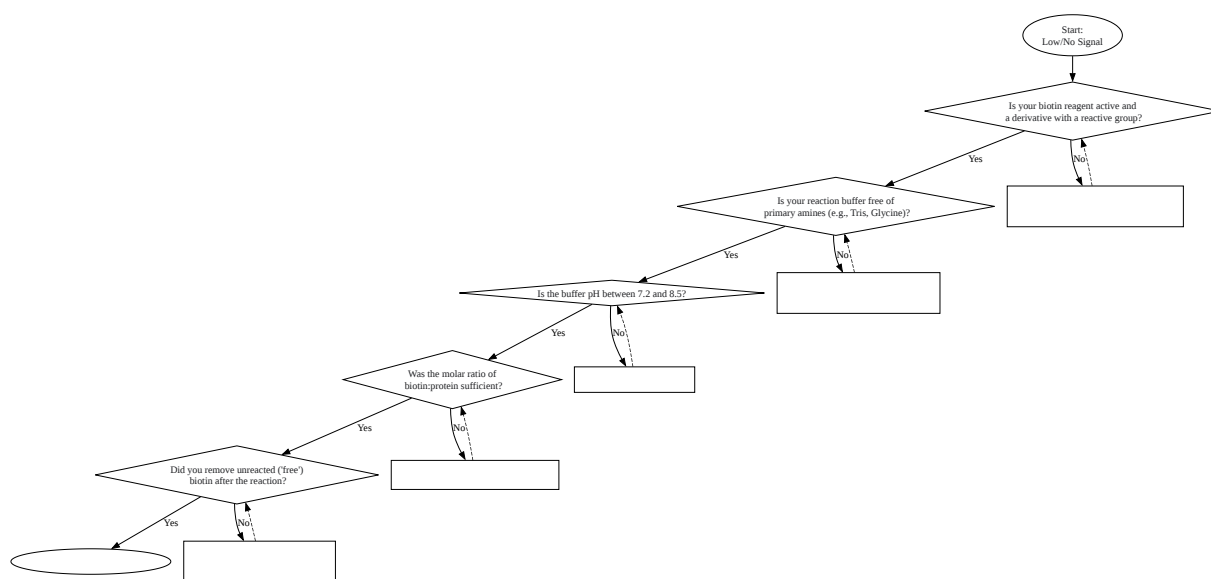 Start:
Low/No Signal
Is your biotin reagent active and
a derivative with a reactive group?
Yes
No
Is your reaction buffer free of
primary amines (e.g., Tris, Glycine)?
Yes
No
Is the buffer pH between 7.2 and 8.5?
Yes
No
Was the molar ratio of
biotin:protein sufficient?
Yes
No
Did you remove unreacted ('free')
biotin after the reaction?
Yes
No